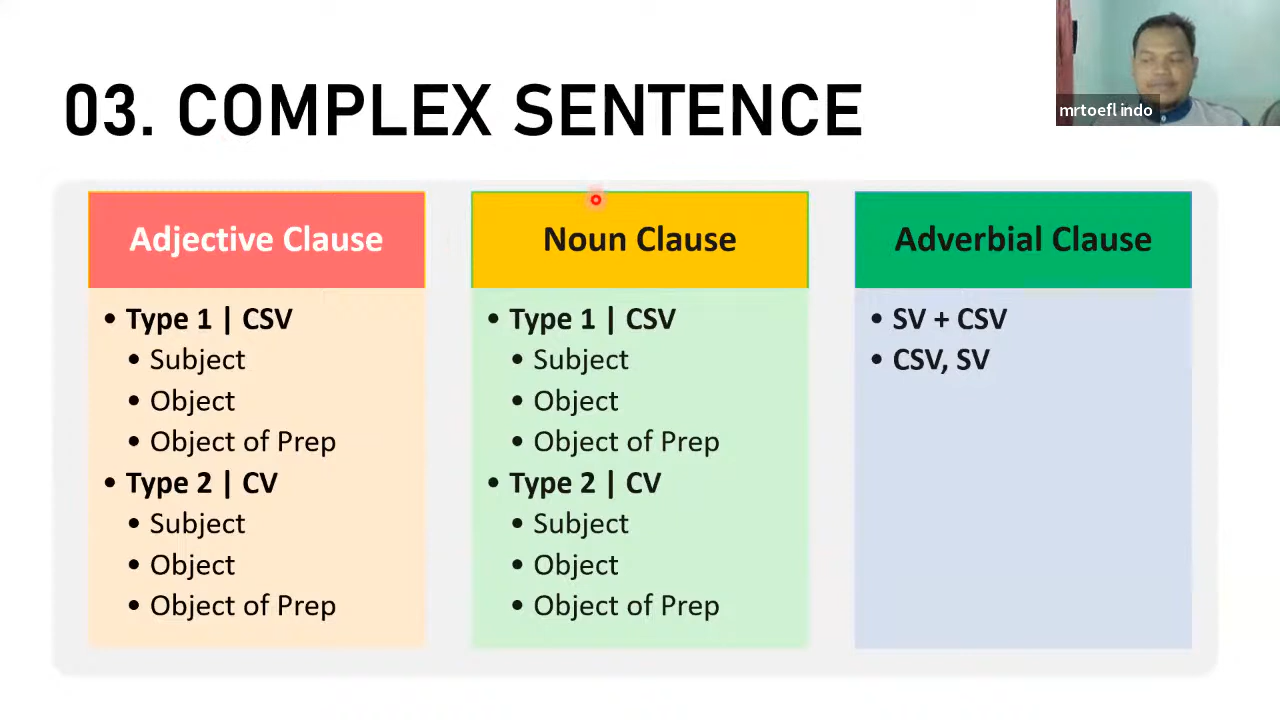 03. COMPLEX SENTENCE
mrtoefl indo
Adjective Clause
• Type 1 | CSV
• Subject
• Object
• Object of Prep
• Type 2 | CV
• Subject
• Object
• Object of Prep
Noun Clause
• Type 1 | CSV
• Subject
• Object
• Object of Prep
• Type 2 | CV
• Subject
• Object
• Object of Prep
Adverbial Clause
• SV + CSV
• CSV, SV